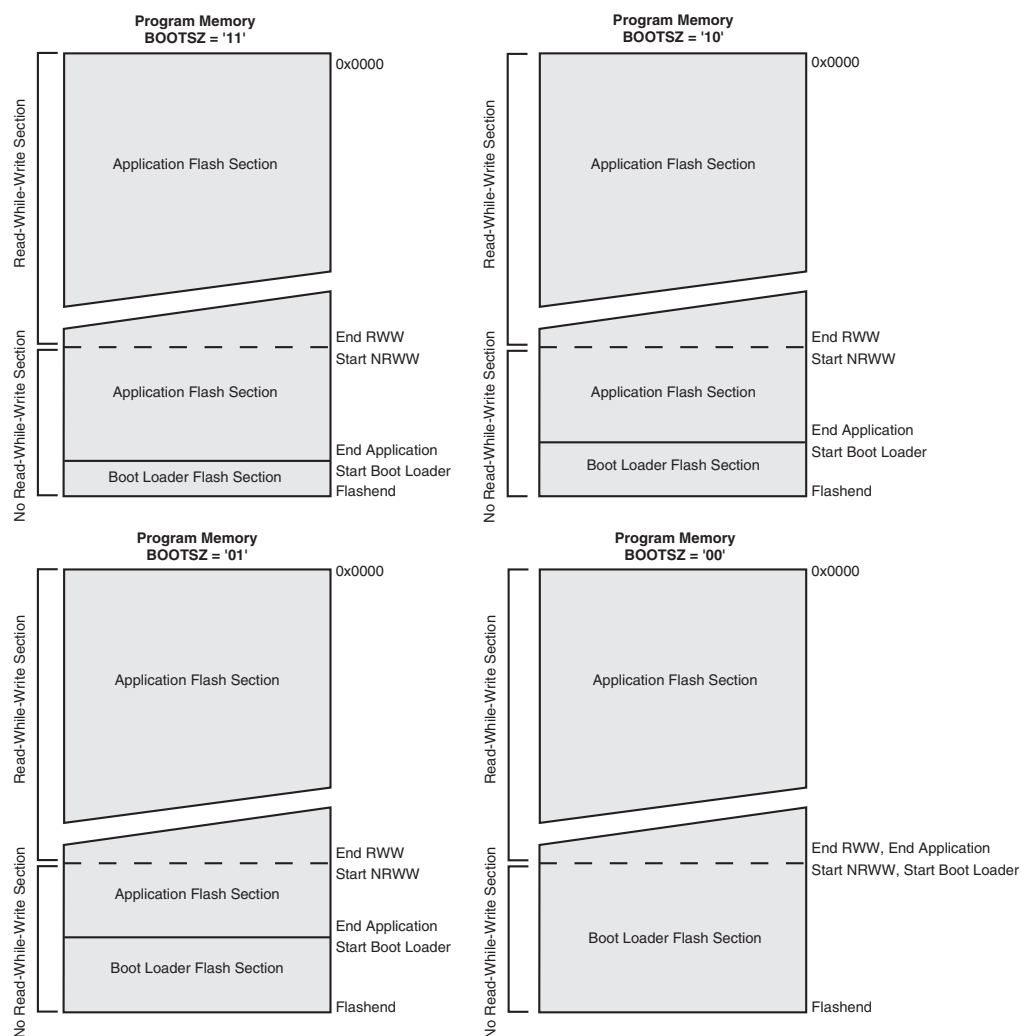 Program Memory
BOOTSZ = '11'
0x0000
Read-While-Write Section
Application Flash Section
End RWW
Start NRWW
No Read-While-Write Section
Application Flash Section
End Application
Start Boot Loader
Boot Loader Flash Section
Flashend
Program Memory
BOOTSZ = '10'
0x0000
Read-While-Write Section
Application Flash Section
End RWW
Start NRWW
No Read-While-Write Section
Application Flash Section
End Application
Start Boot Loader
Boot Loader Flash Section
Flashend
Program Memory
BOOTSZ = '01'
0x0000
Read-While-Write Section
Application Flash Section
End RWW
Start NRWW
No Read-While-Write Section
Application Flash Section
End Application
Start Boot Loader
Boot Loader Flash Section
Flashend
Program Memory
BOOTSZ = '00'
0x0000
Read-While-Write Section
Application Flash Section
End RWW, End Application
Start NRWW, Start Boot Loader
No Read-While-Write Section
Boot Loader Flash Section
Flashend